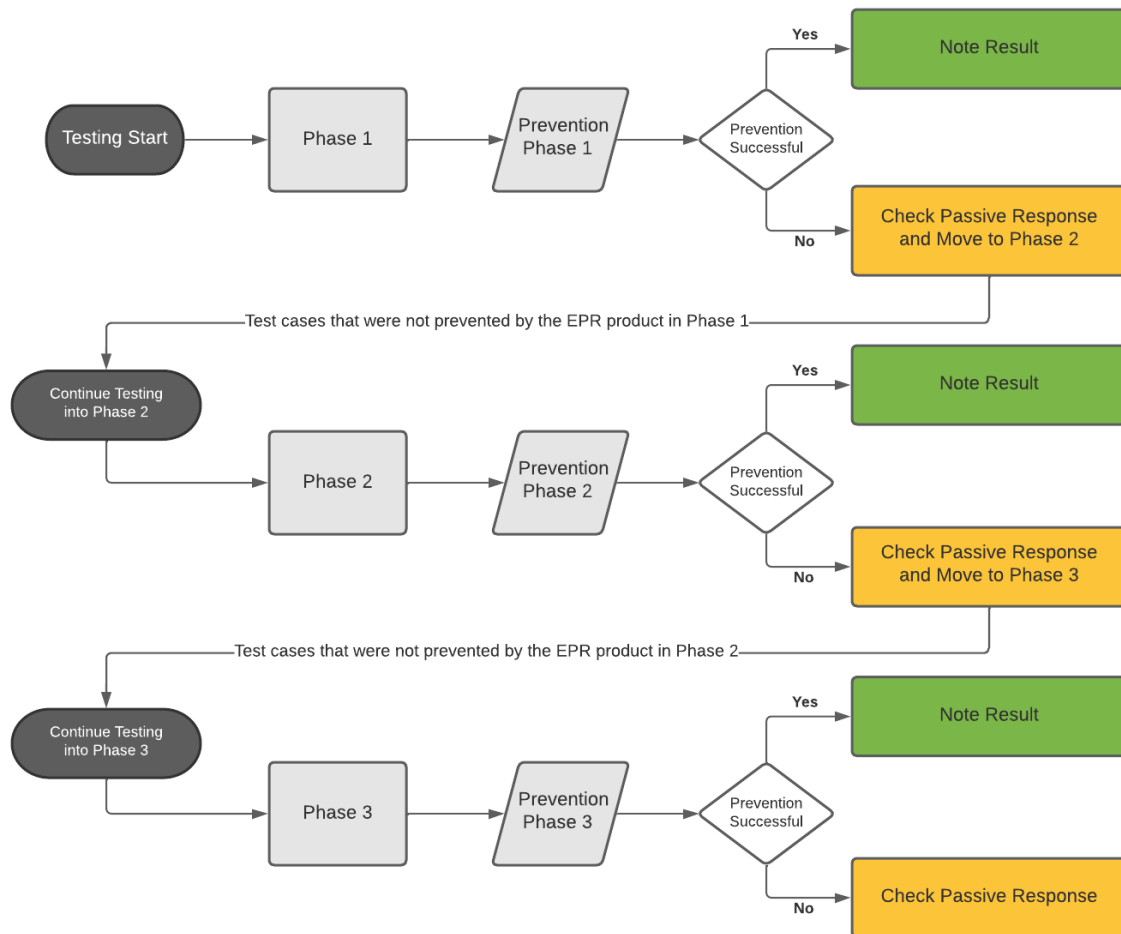 Yes
Note Result
Testing Start
Phase 1
Prevention
Phase 1
Prevention
Successful
Check Passive Response
and Move to Phase 2
No
Test cases that were not prevented by the EPR product in Phase 1
Continue Testing
into Phase 2
Yes
Note Result
Phase 2
Prevention
Phase 2
Prevention
Successful
Check Passive Response
and Move to Phase 3
No
Test cases that were not prevented by the EPR product in Phase 2
Continue Testing
into Phase 3
Yes
Note Result
Phase 3
Prevention
Phase 3
Prevention
Successful
Check Passive Response
No